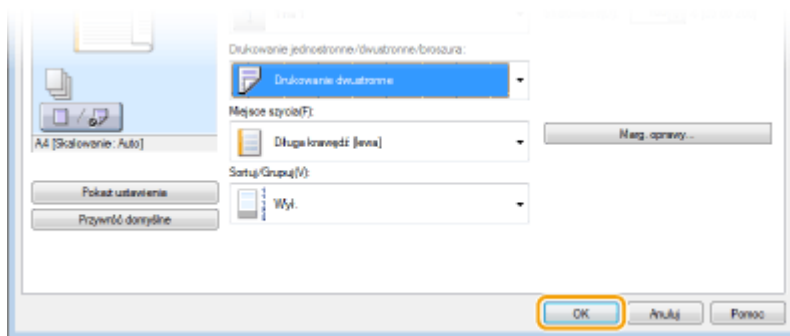 Drukowanie jednostronne/dwustronne/broszura:
Drukowanie dwustronne
Miejsce szycia(F):
Długa krawędź [lewa]
Marg. oprawy...
A4 [Skalowanie: Auto]
Sortuj/Grupuj(V):
Pokaż ustawienia
Wył.
Przywróć domyślne
OK
Anuluj
Pomoc